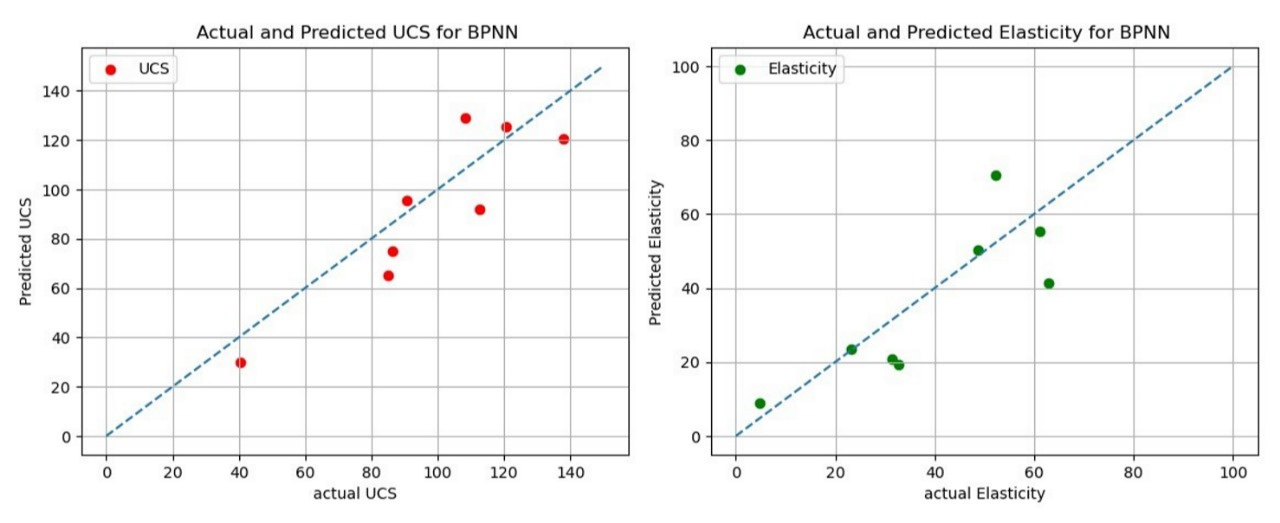 Actual and Predicted UCS for BPNN
UCS
140
120
100
80
60
40
20
0
Predicted UCS
0 20 40 60 80 100 120 140
actual UCS
Actual and Predicted Elasticity for BPNN
Elasticity
100
80
60
40
20
0
Predicted Elasticity
0 20 40 60 80 100
actual Elasticity